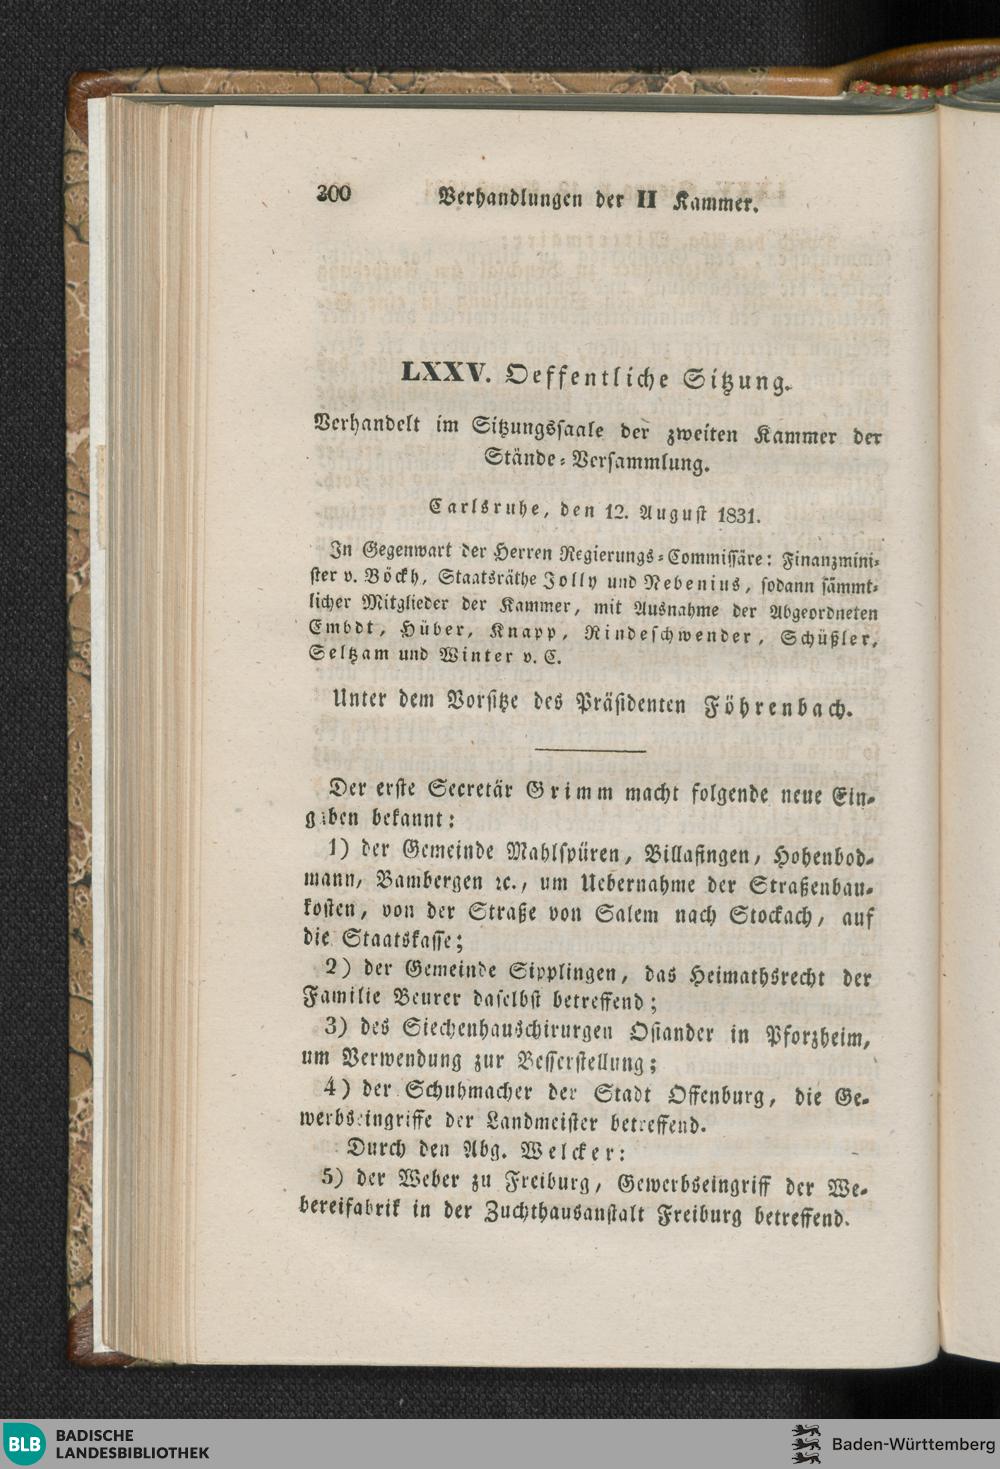 300 Verhandlungen der II Kammer.
LXXV. Oeffentliche Sitzung.
Verhandelt im Sitzungssaale der zweiten Kammer der
Stände-Versammlung.
Carlsruhe, den 12. August 1831.
In Gegenwart der Herren Regierungs-Commissäre: Finanzmini-
ster v. Böckh, Staatsräthe Jolly und Nebenius, sodann sämmt-
licher Mitglieder der Kammer, mit Ausnahme der Abgeordneten
Embdt, Hüber, Knapp, Rindeschwender, Schüßler,
Seltzam und Winter v. C.
Unter dem Vorsitze des Präsidenten Föhrenbach.
Der erste Secretär Grimm macht folgende neue Ein-
gaben bekannt:
1) der Gemeinde Mahlspüren, Billafingen, Hohenbod-
mann, Bambergen ꝛc., um Uebernahme der Straßenbau-
kosten, von der Straße von Salem nach Stockach, auf
die Staatskasse;
2) der Gemeinde Sipplingen, das Heimathsrecht der
Familie Beurer daselbst betreffend;
3) des Siechenhauschirurgen Osiander in Pforzheim,
um Verwendung zur Besserstellung;
4) der Schuhmacher der Stadt Offenburg, die Ge-
werbseingriffe der Landmeister betreffend.
Durch den Abg. Welcker:
5) der Weber zu Freiburg, Gewerbseingriff der We-
bereifabrik in der Zuchthausanstalt Freiburg betreffend.
BLB BADISCHE
LANDESBIBLIOTHEK
Baden-Württemberg